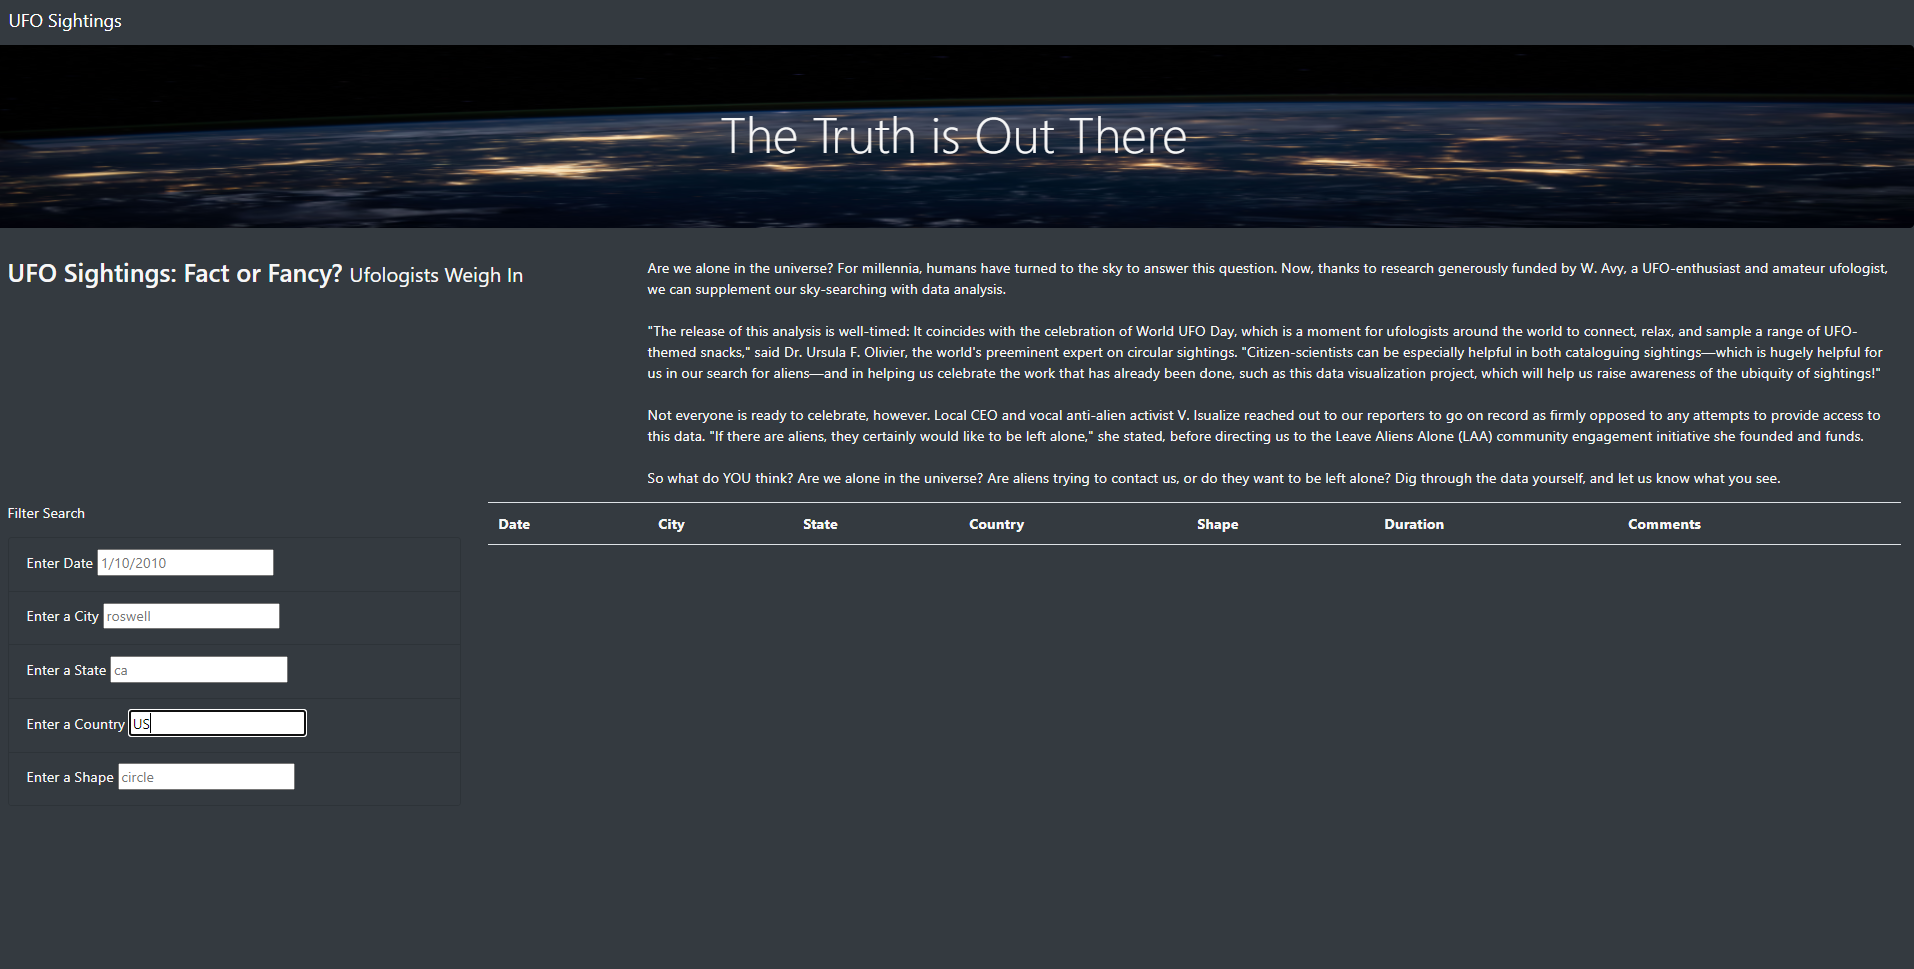 UFO Sightings
The Truth is Out There
UFO Sightings: Fact or Fancy? Ufologists Weigh In
Are we alone in the universe? For millennia, humans have turned to the sky to answer this question. Now, thanks to research generously funded by W. Avy, a UFO-enthusiast and amateur ufologist,
we can supplement our sky-searching with data analysis.
"The release of this analysis is well-timed: It coincides with the celebration of World UFO Day, which is a moment for ufologists around the world to connect, relax, and sample a range of UFO-
themed snacks," said Dr. Ursula F. Olivier, the world's preeminent expert on circular sightings. "Citizen-scientists can be especially helpful in both cataloguing sightings—which is hugely helpful for
us in our search for aliens—and in helping us celebrate the work that has already been done, such as this data visualization project, which will help us raise awareness of the ubiquity of sightings!"
Not everyone is ready to celebrate, however. Local CEO and vocal anti-alien activist V. Isualize reached out to our reporters to go on record as firmly opposed to any attempts to provide access to
this data. "If there are aliens, they certainly would like to be left alone," she stated, before directing us to the Leave Aliens Alone (LAA) community engagement initiative she founded and funds.
So what do YOU think? Are we alone in the universe? Are aliens trying to contact us, or do they want to be left alone? Dig through the data yourself, and let us know what you see.
Filter Search
Enter Date 1/10/2010
Enter a City roswell
Enter a State ca
Enter a Country US
Enter a Shape circle
Date City State Country Shape Duration Comments